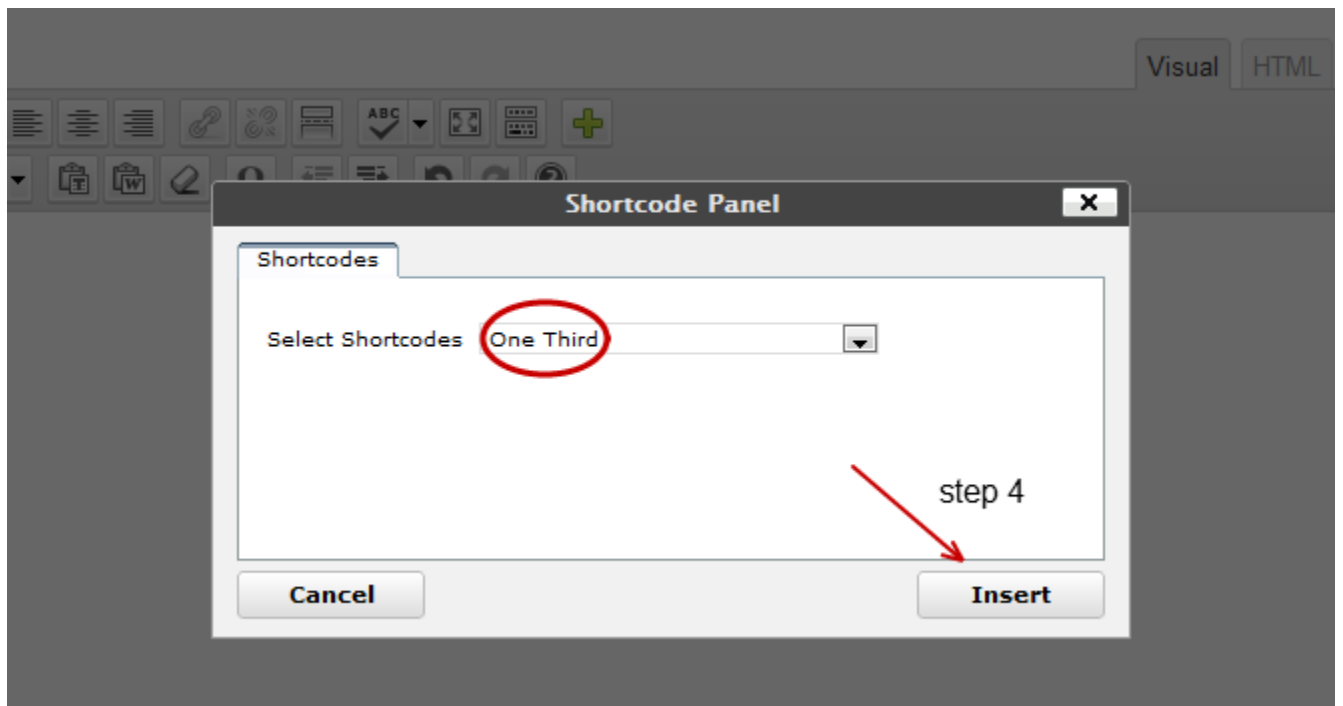 Visual HTML
ABC
T W
Shortcode Panel X
Shortcodes
Select Shortcodes One Third
step 4
Cancel Insert